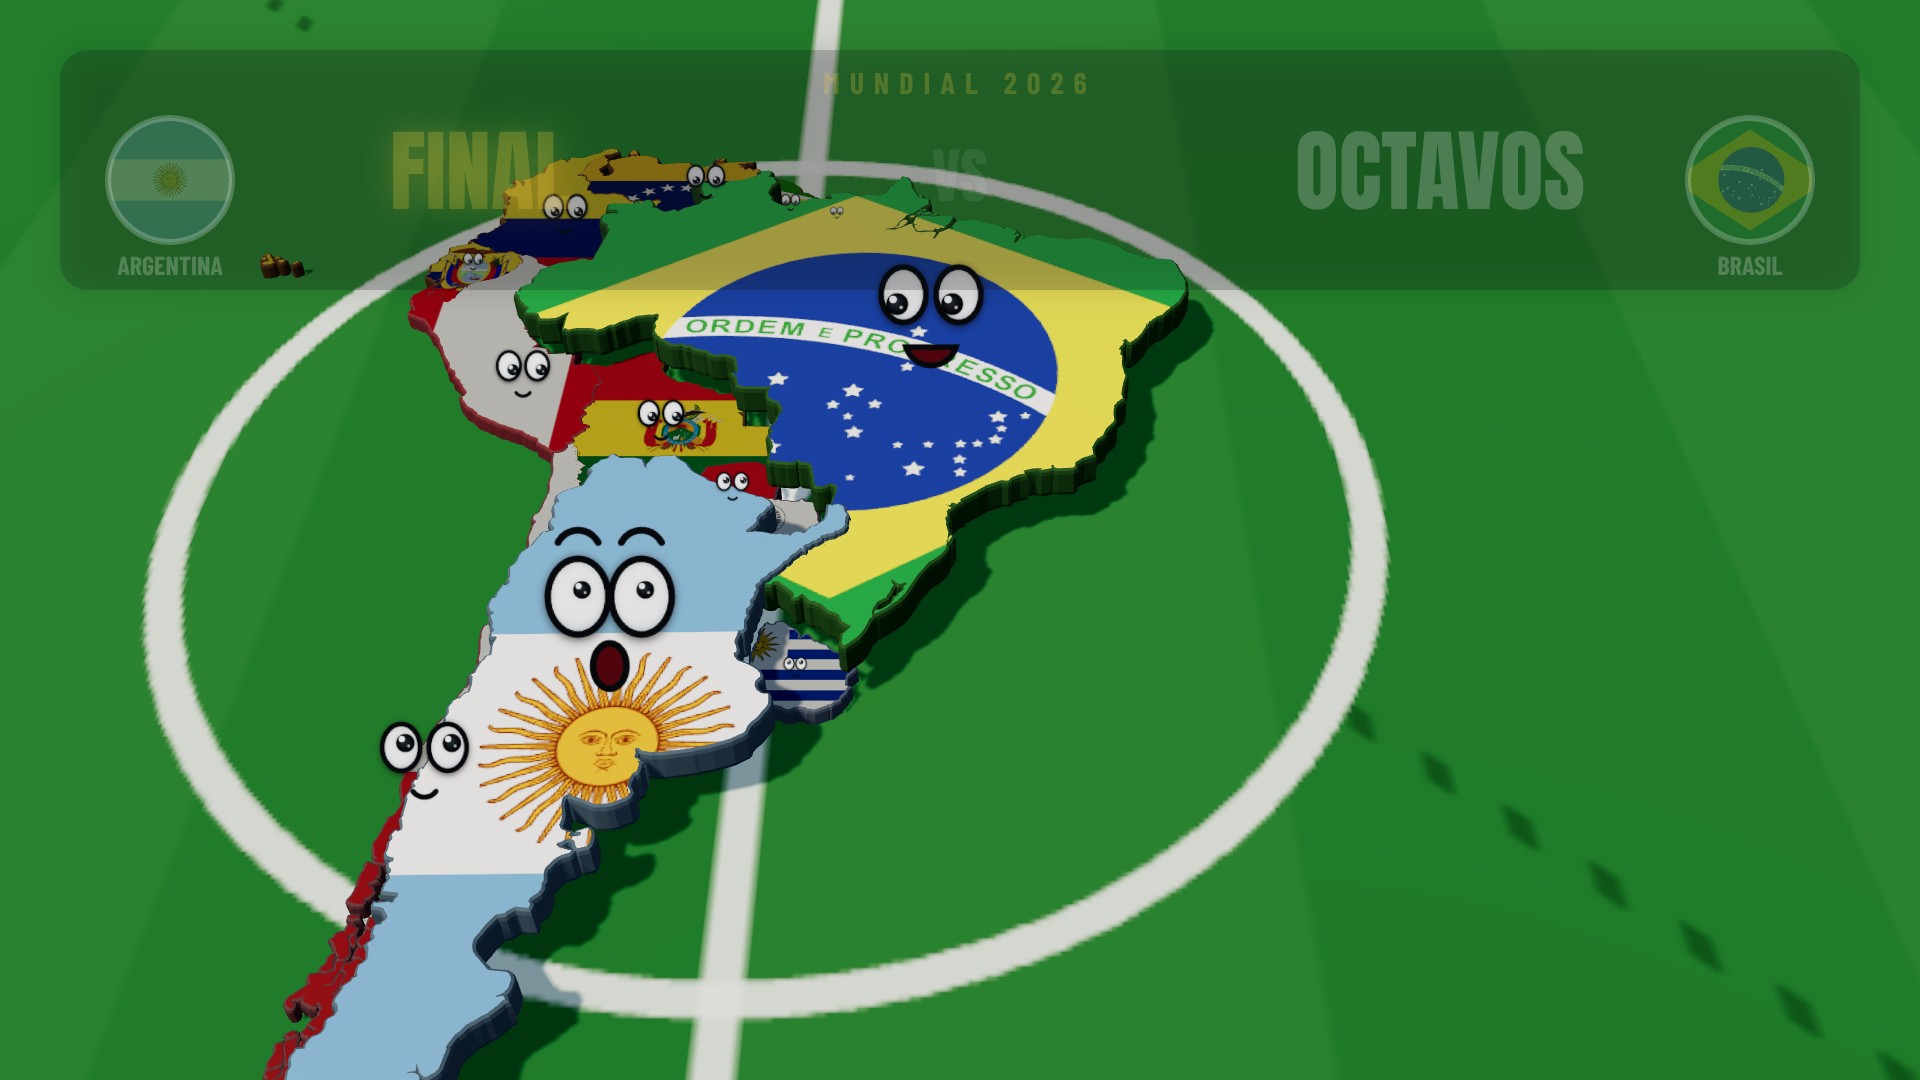 MUNDIAL 2026
FINAL
VS
OCTAVOS
ARGENTINA
BRASIL
ORDEM E PROGRESSO